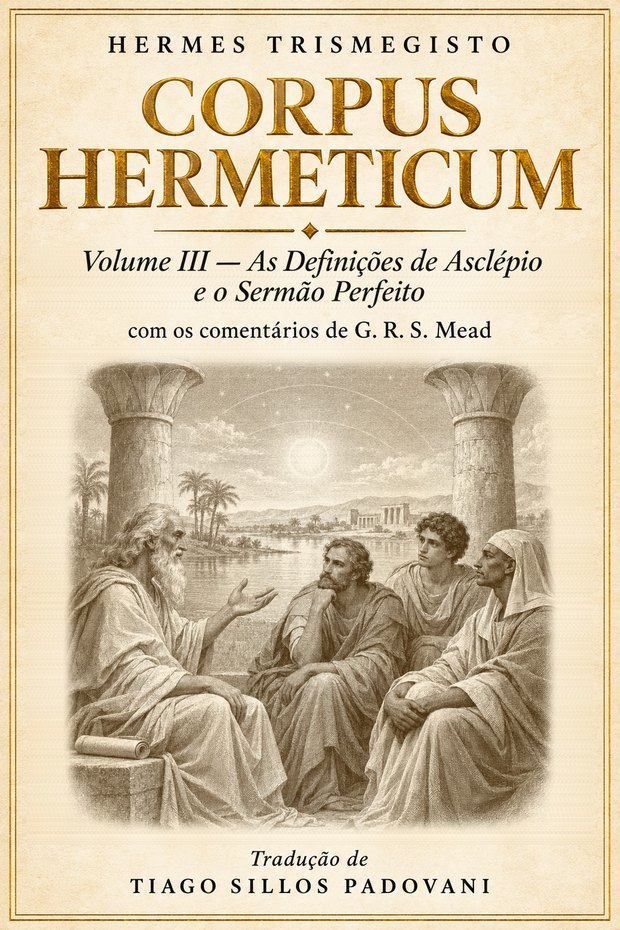 HERMES TRISMEGISTO
CORPUS
HERMETICUM
Volume III — As Definições de Asclépio
e o Sermão Perfeito
com os comentários de G. R. S. Mead
Tradução de
TIAGO SILLOS PADOVANI